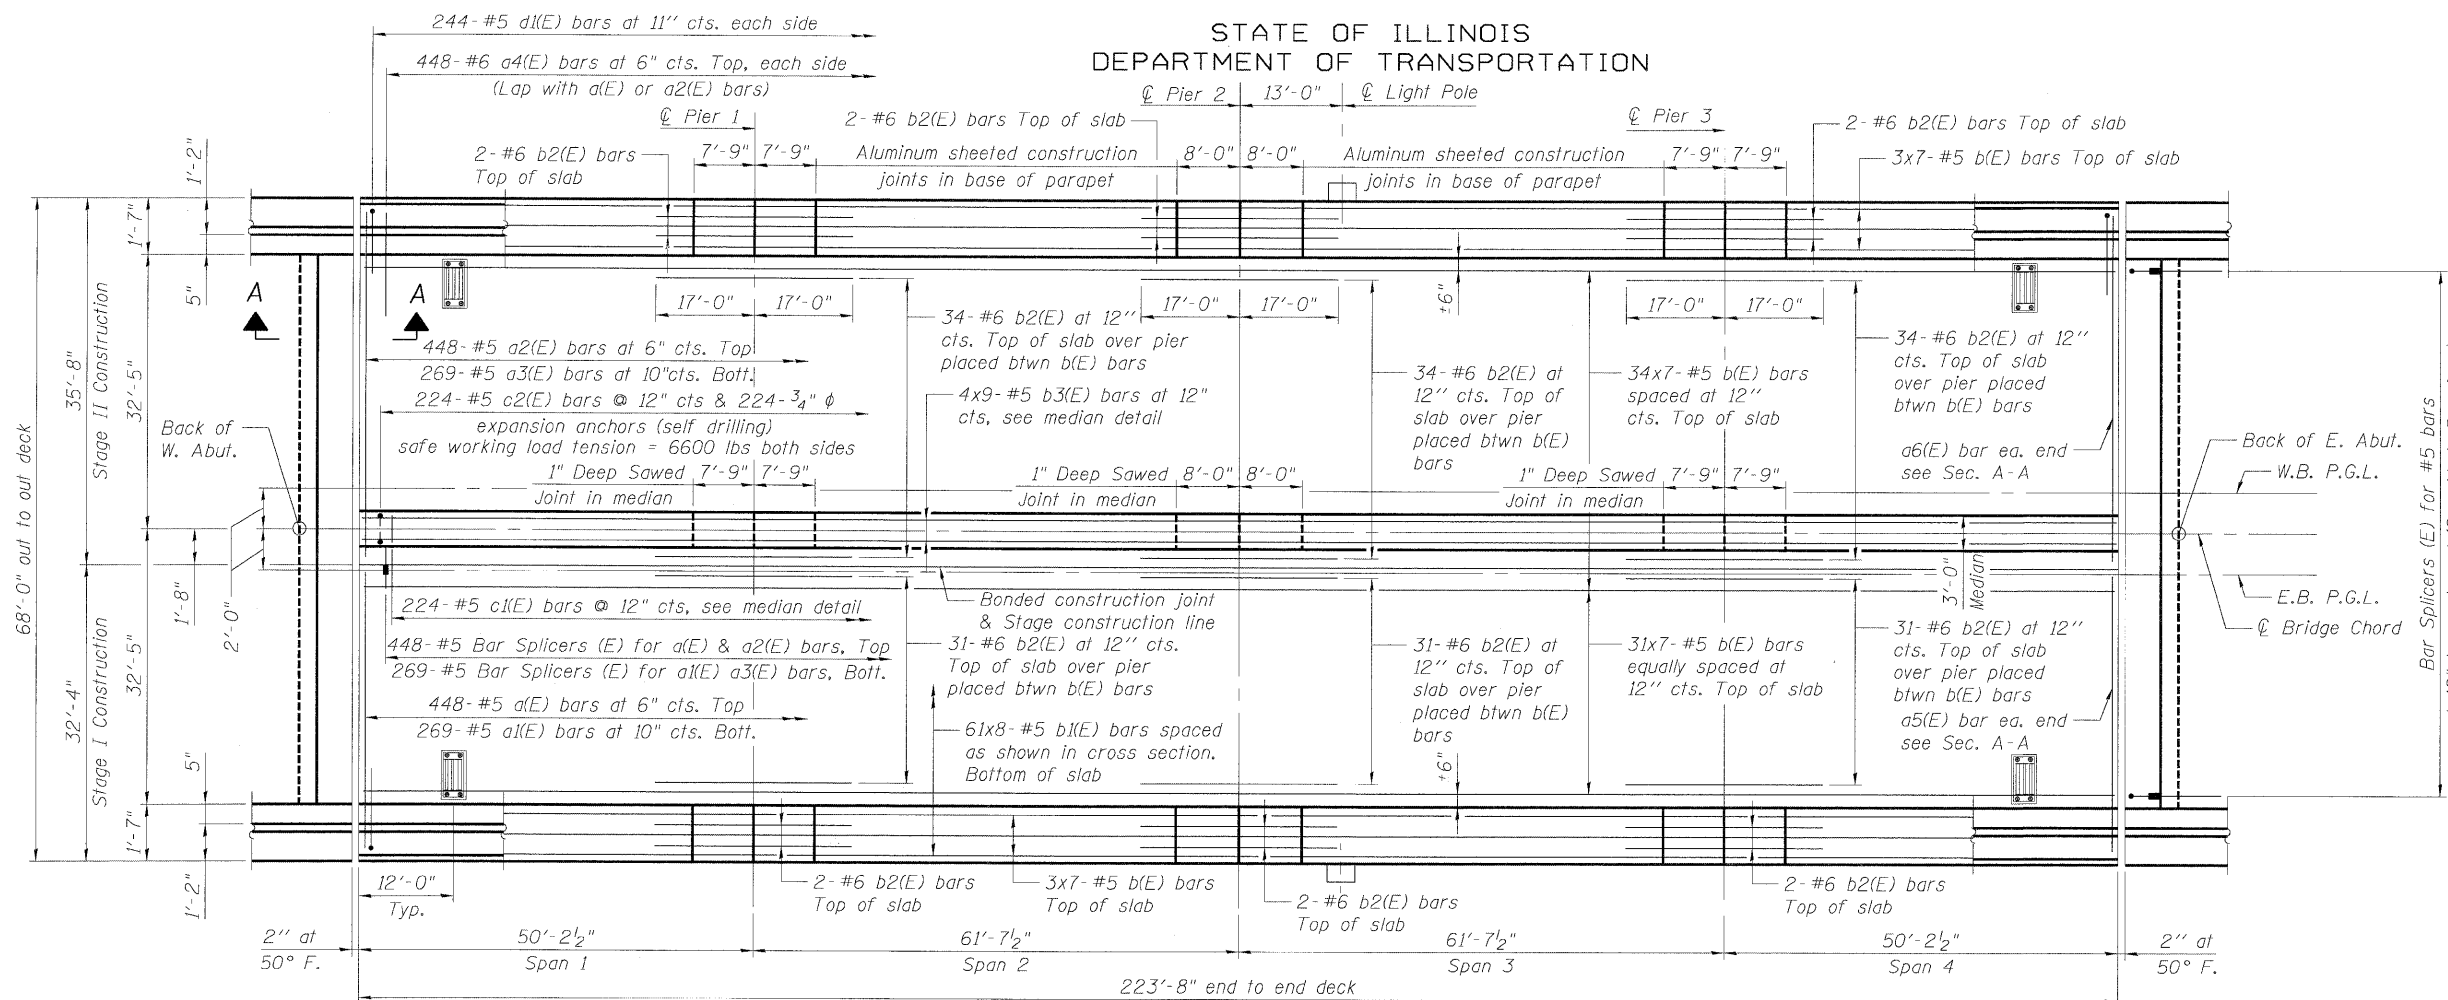 STATE OF ILLINOIS
DEPARTMENT OF TRANSPORTATION
244-#5 d1(E) bars at 11" cts. each side
448-#6 a4(E) bars at 6" cts. Top, each side
(Lap with a(E) or a2(E) bars)
℄ Pier 1
℄ Pier 2
13'-0"
℄ Light Pole
℄ Pier 3
2-#6 b2(E) bars
Top of slab
7'-9"
7'-9"
2-#6 b2(E) bars Top of slab
Aluminum sheeted construction
joints in base of parapet
8'-0"
8'-0"
Aluminum sheeted construction
joints in base of parapet
7'-9"
7'-9"
2-#6 b2(E) bars Top of slab
3x7-#5 b(E) bars Top of slab
1'-2"
1'-7"
5"
A
A
17'-0"
17'-0"
17'-0"
17'-0"
±6"
17'-0"
17'-0"
68'-0" out to out deck
35'-8"
Stage II Construction
32'-5"
Back of
W. Abut.
448-#5 a2(E) bars at 6" cts. Top
269-#5 a3(E) bars at 10"cts. Bott.
224-#5 c2(E) bars @ 12" cts & 224-3/4" ϕ
expansion anchors (self drilling)
safe working load tension = 6600 lbs both sides
34-#6 b2(E) at 12"
cts. Top of slab over pier
placed btwn b(E) bars
4x9-#5 b3(E) bars at 12"
cts, see median detail
34-#6 b2(E) at
12" cts. Top of
slab over pier
placed btwn b(E)
bars
34x7-#5 b(E) bars
spaced at 12"
cts. Top of slab
34-#6 b2(E) at 12"
cts. Top of slab
over pier placed
btwn b(E) bars
a6(E) bar ea. end
see Sec. A-A
Back of E. Abut.
W.B. P.G.L.
1" Deep Sawed
Joint in median
7'-9"
7'-9"
1" Deep Sawed
Joint in median
8'-0"
8'-0"
1" Deep Sawed
Joint in median
7'-9"
7'-9"
Bar Splicers (E) for #5 bars
1'-8"
2'-0"
32'-4"
Stage I Construction
32'-5"
224-#5 c1(E) bars @ 12" cts, see median detail
448-#5 Bar Splicers (E) for a(E) & a2(E) bars, Top
269-#5 Bar Splicers (E) for a1(E) a3(E) bars, Bott.
448-#5 a(E) bars at 6" cts. Top
269-#5 a1(E) bars at 10" cts. Bott.
Bonded construction joint
& Stage construction line
31-#6 b2(E) at 12" cts.
Top of slab over pier
placed btwn b(E) bars
61x8-#5 b1(E) bars spaced
as shown in cross section.
Bottom of slab
31-#6 b2(E) at
12" cts. Top of
slab over pier
placed btwn b(E)
bars
31x7-#5 b(E) bars
equally spaced at
12" cts. Top of slab
3'-0"
Median
E.B. P.G.L.
℄ Bridge Chord
31-#6 b2(E) at 12"
cts. Top of slab
over pier placed
btwn b(E) bars
a5(E) bar ea. end
see Sec. A-A
±6"
5"
1'-7"
1'-2"
12'-0"
Typ.
2-#6 b2(E) bars
Top of slab
3x7-#5 b(E) bars
Top of slab
2-#6 b2(E) bars
Top of slab
2-#6 b2(E) bars
Top of slab
2" at
50° F.
50'-2 1/2"
Span 1
61'-7 1/2"
Span 2
61'-7 1/2"
Span 3
50'-2 1/2"
Span 4
2" at
50° F.
223'-8" end to end deck